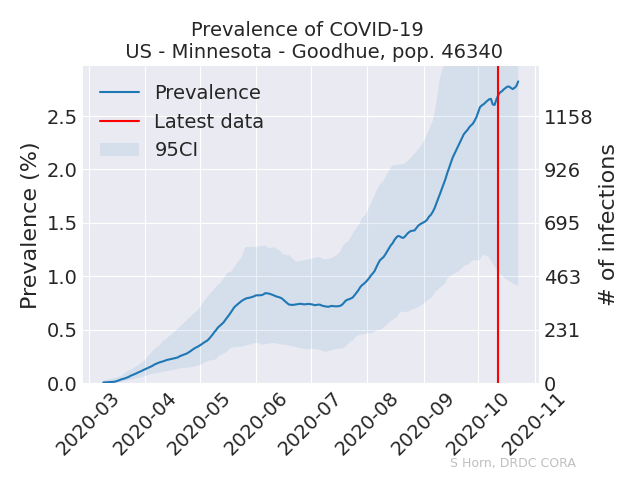 Prevalence of COVID-19
US - Minnesota - Goodhue, pop. 46340
Prevalence
Latest data
95CI
Prevalence (%)
2.5
2.0
1.5
1.0
0.5
0.0
1158
926
695
463
231
0
# of infections
2020-03
2020-04
2020-05
2020-06
2020-07
2020-08
2020-09
2020-10
2020-11
S Horn, DRDC CORA